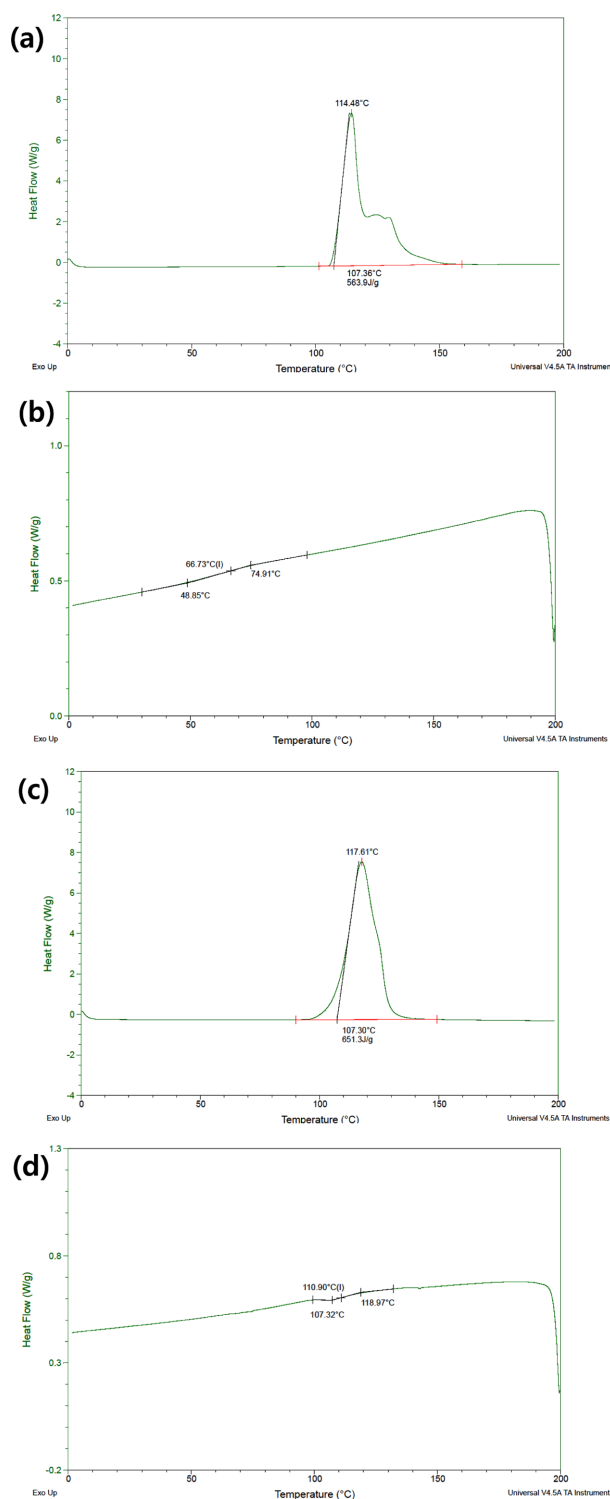 (a)
12
10
8
6
4
2
0
-2
-4
Heat Flow (W/g)
114.48°C
107.36°C
563.9J/g
0
50
100
150
200
Exo Up
Temperature (°C)
Universal V4.5A TA Instrument
(b)
1.0
0.5
0.0
Heat Flow (W/g)
66.73°C(I)
74.91°C
48.85°C
0
50
100
150
200
Exo Up
Temperature (°C)
Universal V4.5A TA Instruments
(c)
12
10
8
6
4
2
0
-2
-4
Heat Flow (W/g)
117.61°C
107.30°C
651.3J/g
0
50
100
150
200
Exo Up
Temperature (°C)
Universal V4.5A TA Instruments
(d)
1.3
0.8
0.3
-0.2
Heat Flow (W/g)
110.90°C(I)
118.97°C
107.32°C
0
50
100
150
200
Exo Up
Temperature (°C)
Universal V4.5A TA Instruments